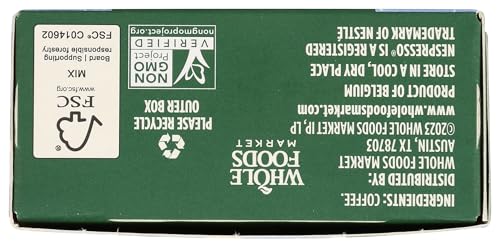 INGREDIENTS: COFFEE.
DISTRIBUTED BY:
WHOLE FOODS MARKET
AUSTIN, TX 78703
©2023 WHOLE FOODS MARKET IP, LP
www.wholefoodsmarket.com
PRODUCT OF BELGIUM
STORE IN A COOL, DRY PLACE
NESPRESSO® IS A REGISTERED
TRADEMARK OF NESTLÉ
WHOLE
FOODS
MARKET
PLEASE RECYCLE
OUTER BOX
NON
GMO
Project
VERIFIED
nongmoproject.org
®
FSC
www.fsc.org
MIX
Board | Supporting
responsible forestry
FSC® C014602